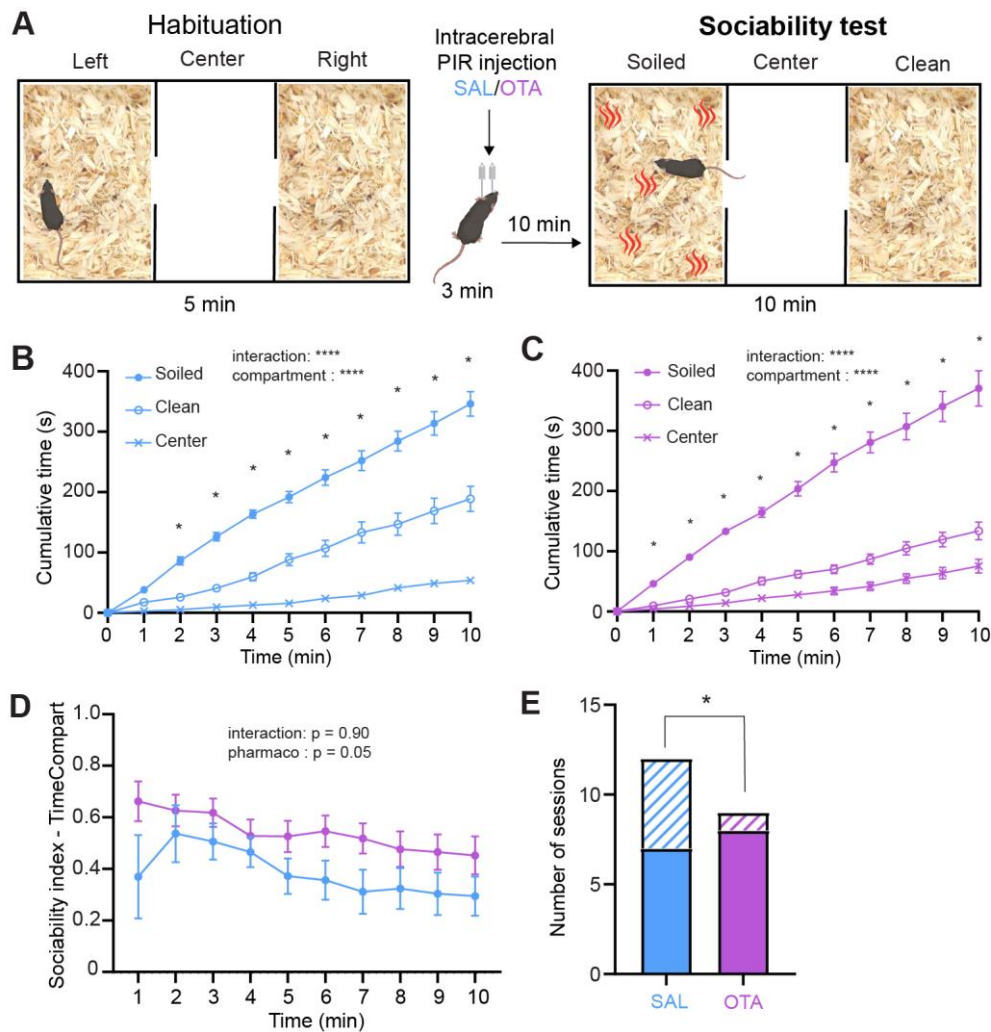 A
Habituation
Left Center Right
5 min
Intracerebral
PIR injection
SAL/OTA
3 min
10 min
Sociability test
Soiled Center Clean
10 min
B
interaction: ****
compartment : ****
Soiled
Clean
Center
* * * * * * * * *
Cumulative time (s)
400
300
200
100
0
0 1 2 3 4 5 6 7 8 9 10
Time (min)
C
interaction: ****
compartment : ****
Soiled
Clean
Center
* * * * * * * * * *
Cumulative time (s)
400
300
200
100
0
0 1 2 3 4 5 6 7 8 9 10
Time (min)
D
interaction: p = 0.90
pharmaco : p = 0.05
Sociability index - TimeCompart
1.0
0.8
0.6
0.4
0.2
0
1 2 3 4 5 6 7 8 9 10
Time (min)
E
*
Number of sessions
15
10
5
0
SAL OTA